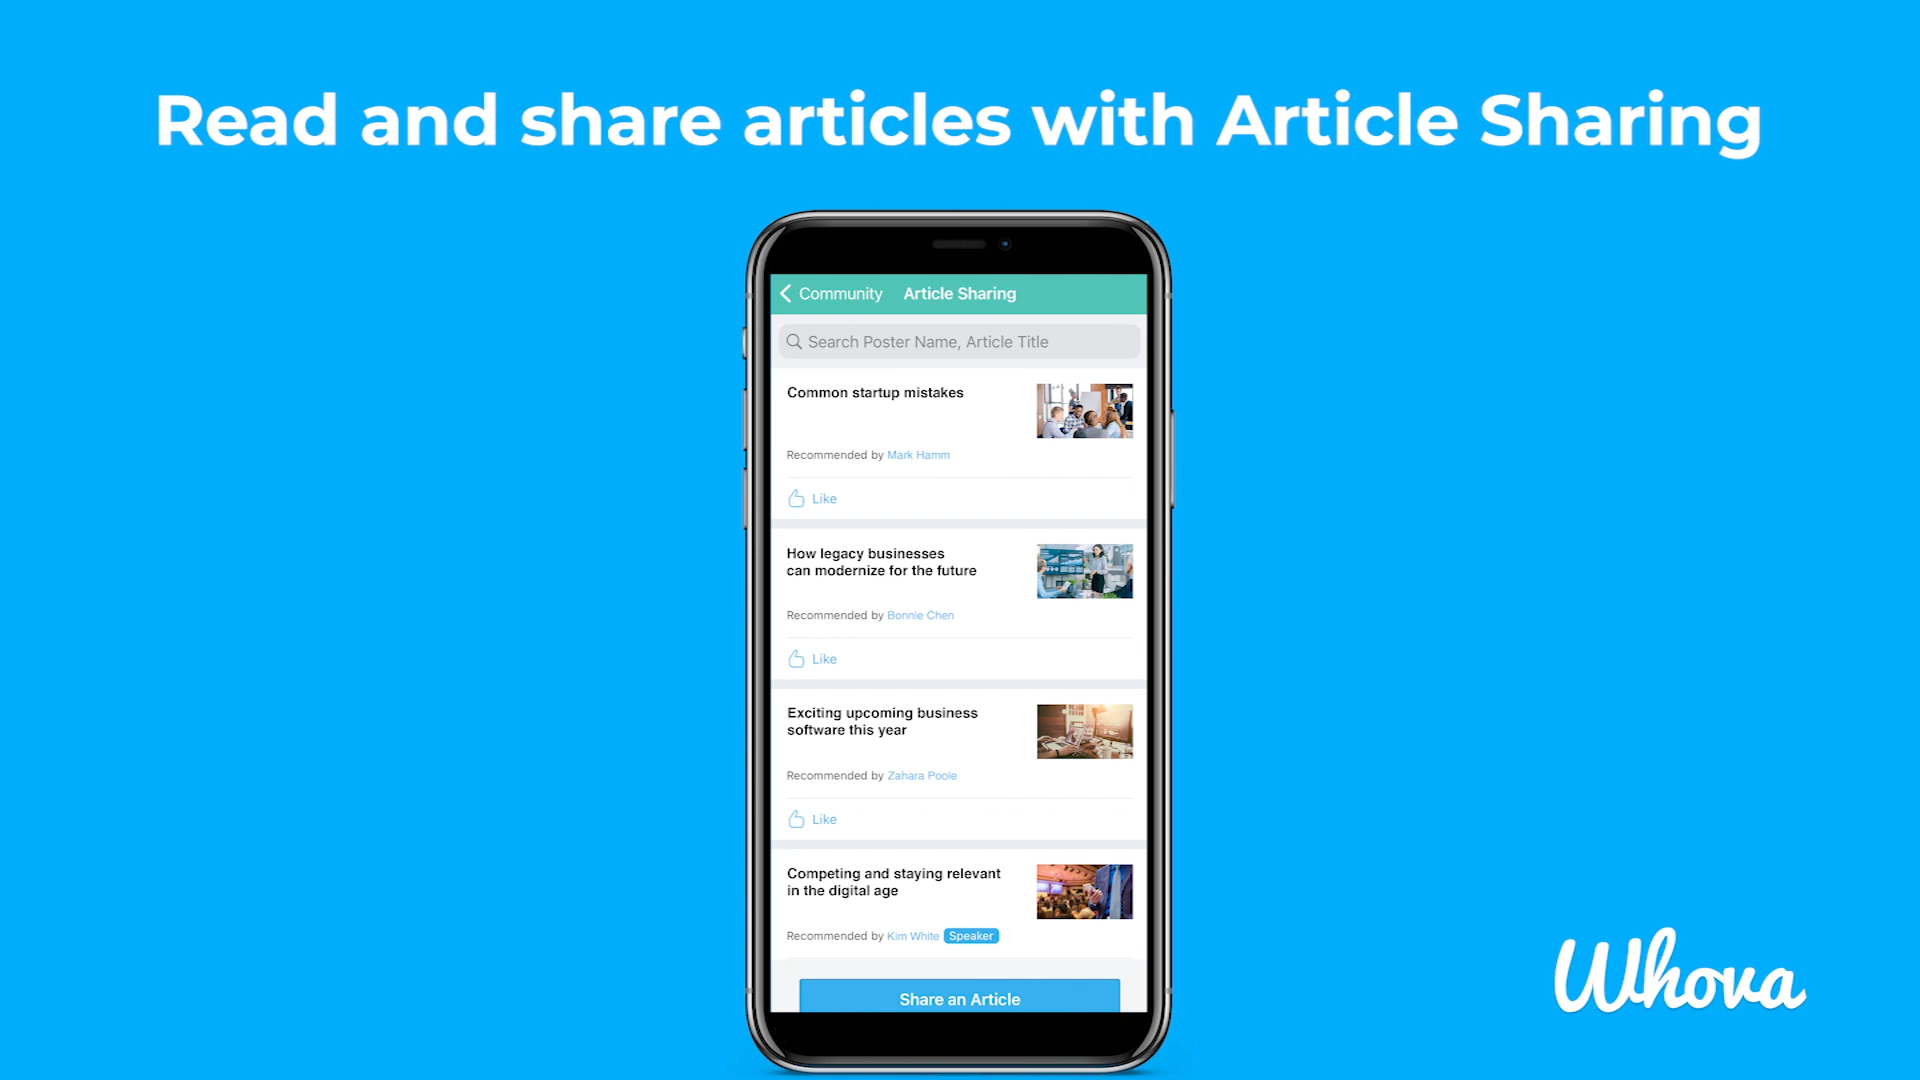 Read and share articles with Article Sharing
Community Article Sharing
Search Poster Name, Article Title
Common startup mistakes
Recommended by Mark Hamm
Like
How legacy businesses
can modernize for the future
Recommended by Bonnie Chen
Like
Exciting upcoming business
software this year
Recommended by Zahara Poole
Like
Competing and staying relevant
in the digital age
Recommended by Kim White Speaker
Share an Article
Whova